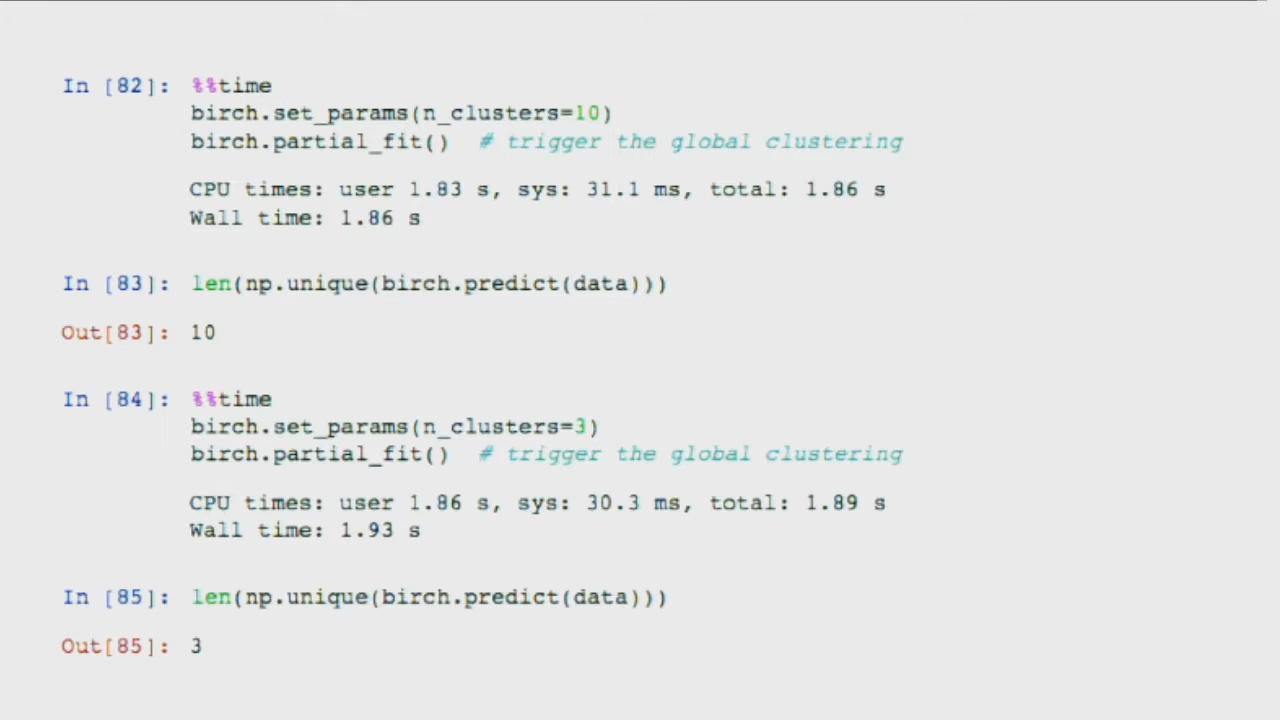 In [82]: %%time
birch.set_params(n_clusters=10)
birch.partial_fit()  # trigger the global clustering
CPU times: user 1.83 s, sys: 31.1 ms, total: 1.86 s
Wall time: 1.86 s
In [83]: len(np.unique(birch.predict(data)))
Out[83]: 10
In [84]: %%time
birch.set_params(n_clusters=3)
birch.partial_fit()  # trigger the global clustering
CPU times: user 1.86 s, sys: 30.3 ms, total: 1.89 s
Wall time: 1.93 s
In [85]: len(np.unique(birch.predict(data)))
Out[85]: 3